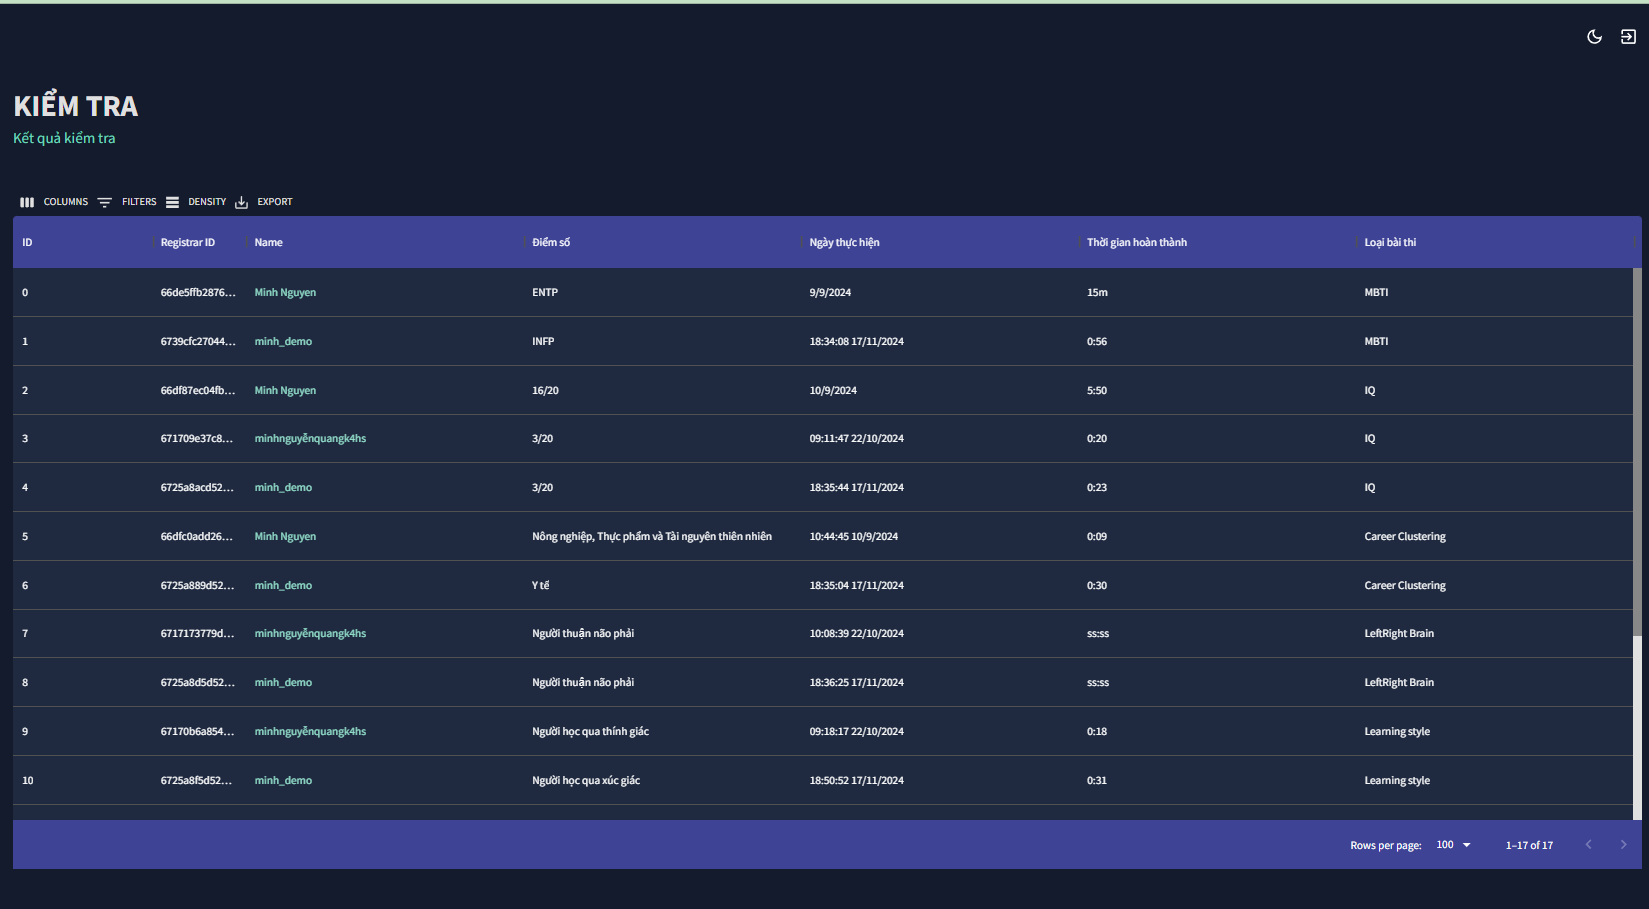 KIỂM TRA
Kết quả kiểm tra
COLUMNS FILTERS DENSITY EXPORT
ID Registrar ID Name Điểm số Ngày thực hiện Thời gian hoàn thành Loại bài thi
0 66de5ffb2876... Minh Nguyen ENTP 9/9/2024 15m MBTI
1 6739cfc27044... minh_demo INFP 18:34:08 17/11/2024 0:56 MBTI
2 66df87ec04fb... Minh Nguyen 16/20 10/9/2024 5:50 IQ
3 671709e37c8... minhnguyễnquangk4hs 3/20 09:11:47 22/10/2024 0:20 IQ
4 6725a8acd52... minh_demo 3/20 18:35:44 17/11/2024 0:23 IQ
5 66dfc0add26... Minh Nguyen Nông nghiệp, Thực phẩm và Tài nguyên thiên nhiên 10:44:45 10/9/2024 0:09 Career Clustering
6 6725a889d52... minh_demo Y tế 18:35:04 17/11/2024 0:30 Career Clustering
7 6717173779d... minhnguyễnquangk4hs Người thuận não phải 10:08:39 22/10/2024 ss:ss LeftRight Brain
8 6725a8d5d52... minh_demo Người thuận não phải 18:36:25 17/11/2024 ss:ss LeftRight Brain
9 67170b6a854... minhnguyễnquangk4hs Người học qua thính giác 09:18:17 22/10/2024 0:18 Learning style
10 6725a8f5d52... minh_demo Người học qua xúc giác 18:50:52 17/11/2024 0:31 Learning style
Rows per page: 100 1–17 of 17